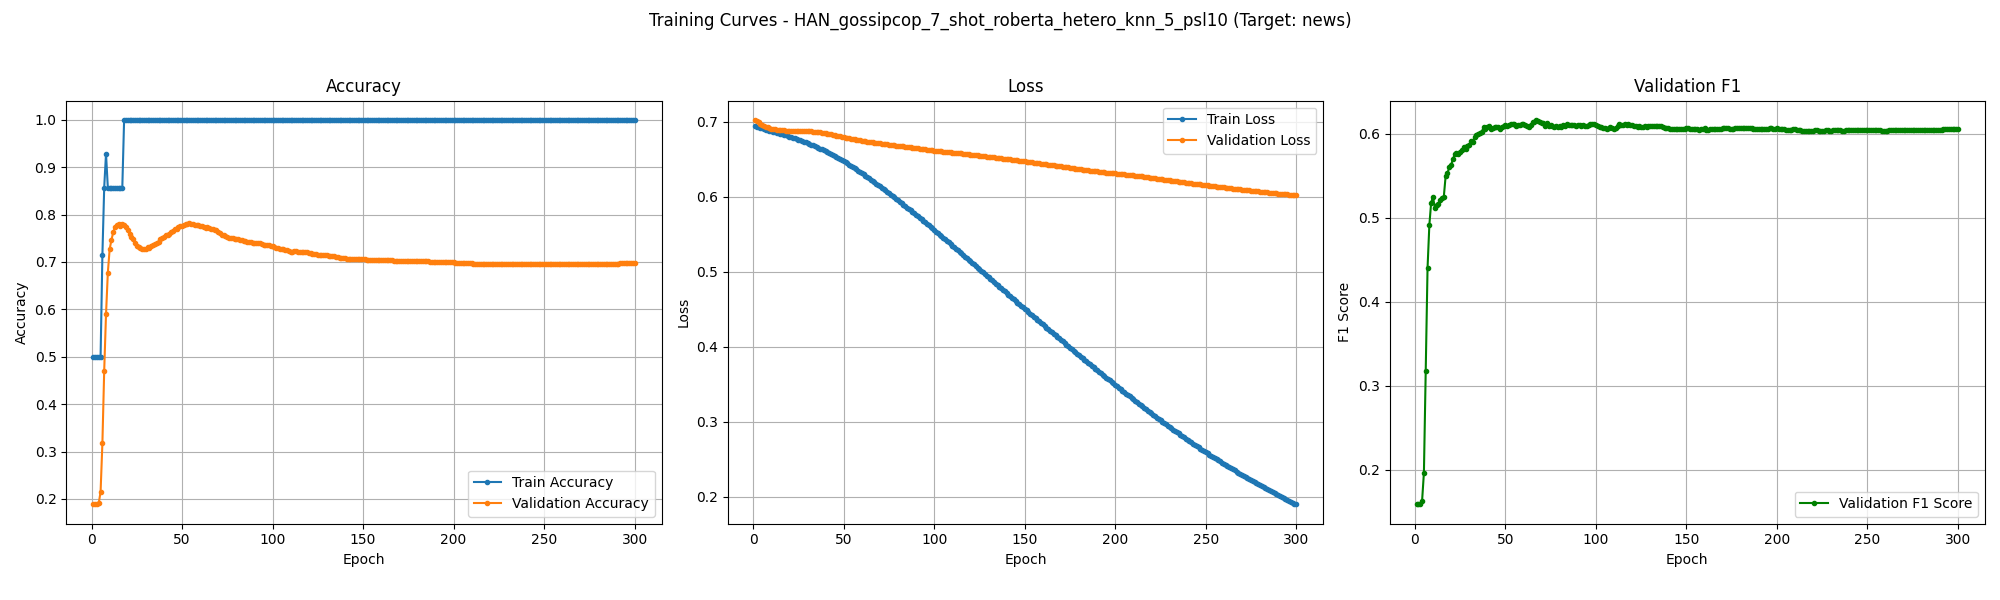 Training Curves - HAN_gossipcop_7_shot_roberta_hetero_knn_5_psl10 (Target: news)
Accuracy
Accuracy
1.0
0.9
0.8
0.7
0.6
0.5
0.4
0.3
0.2
Train Accuracy
Validation Accuracy
0 50 100 150 200 250 300
Epoch
Loss
Loss
0.7
0.6
0.5
0.4
0.3
0.2
Train Loss
Validation Loss
0 50 100 150 200 250 300
Epoch
Validation F1
F1 Score
0.6
0.5
0.4
0.3
0.2
Validation F1 Score
0 50 100 150 200 250 300
Epoch